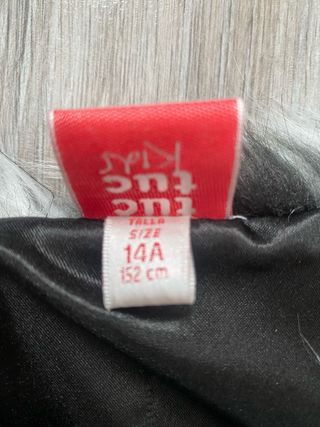 tuc
tuc
Kids
TALLA
SIZE
14A
152 cm